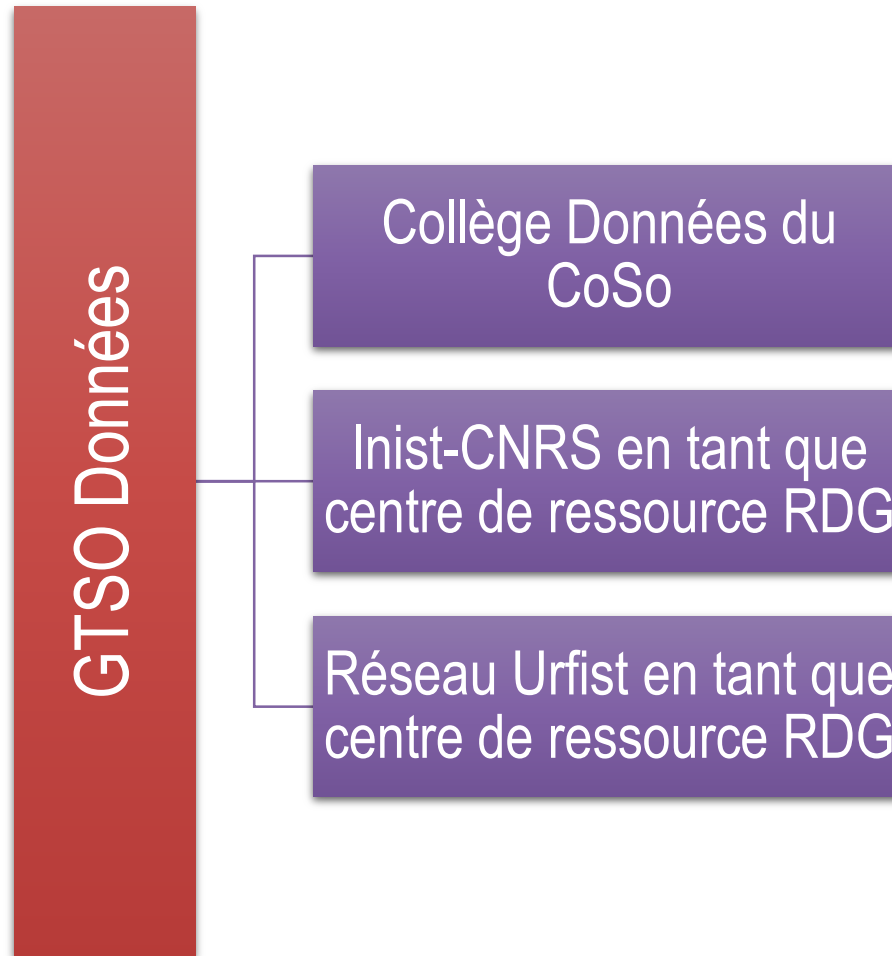 GTSO Données
Collège Données du
CoSo
Inist-CNRS en tant que
centre de ressource RDG
Réseau Urfist en tant que
centre de ressource RDG